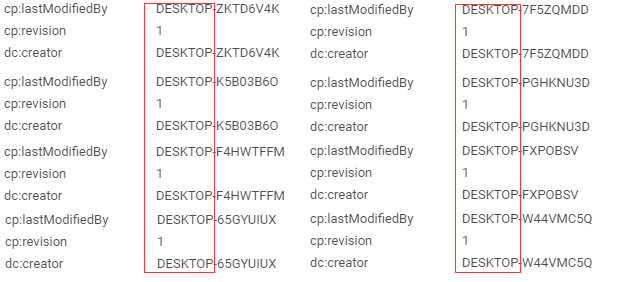 cp:lastModifiedBy DESKTOP-ZKTD6V4K
cp:revision 1
dc:creator DESKTOP-ZKTD6V4K
cp:lastModifiedBy DESKTOP-K5B03B6O
cp:revision 1
dc:creator DESKTOP-K5B03B6O
cp:lastModifiedBy DESKTOP-F4HWTFFM
cp:revision 1
dc:creator DESKTOP-F4HWTFFM
cp:lastModifiedBy DESKTOP-65GYUIUX
cp:revision 1
dc:creator DESKTOP-65GYUIUX
cp:lastModifiedBy DESKTOP-7F5ZQMDD
cp:revision 1
dc:creator DESKTOP-7F5ZQMDD
cp:lastModifiedBy DESKTOP-PGHKNU3D
cp:revision 1
dc:creator DESKTOP-PGHKNU3D
cp:lastModifiedBy DESKTOP-FXPOBSV
cp:revision 1
dc:creator DESKTOP-FXPOBSV
cp:lastModifiedBy DESKTOP-W44VMC5Q
cp:revision 1
dc:creator DESKTOP-W44VMC5Q